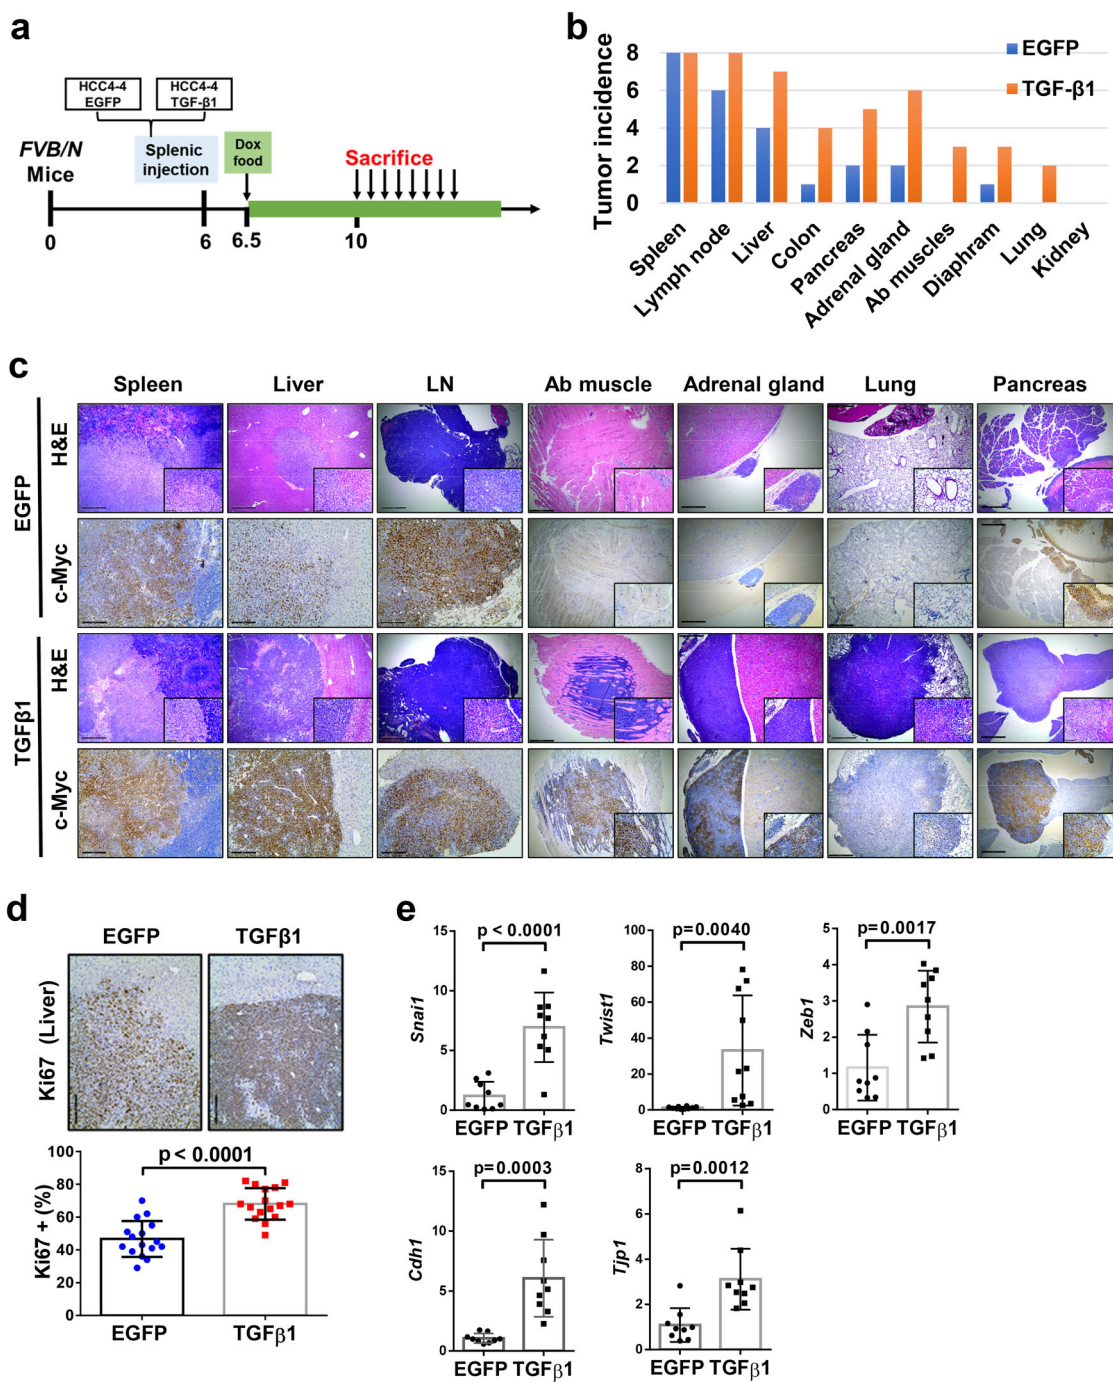 a
HCC4-4
EGFP
HCC4-4
TGF-β1
FVB/N
Mice
Splenic
injection
Dox
food
Sacrifice
0
6
6.5
10
b
Tumor incidence
8
6
4
2
0
EGFP
TGF-β1
Spleen
Lymph node
Liver
Colon
Pancreas
Adrenal gland
Ab muscles
Diaphram
Lung
Kidney
c
Spleen
Liver
LN
Ab muscle
Adrenal gland
Lung
Pancreas
EGFP
H&E
c-Myc
TGFβ1
H&E
c-Myc
d
EGFP
TGFβ1
Ki67 (Liver)
p < 0.0001
Ki67 + (%)
100
80
60
40
20
0
EGFP
TGFβ1
e
p < 0.0001
Snai1
15
10
5
0
EGFP TGFβ1
p=0.0040
Twist1
100
80
60
40
20
0
EGFP TGFβ1
p=0.0017
Zeb1
5
4
3
2
1
0
EGFP TGFβ1
p=0.0003
Cdh1
15
10
5
0
EGFP TGFβ1
p=0.0012
Tjp1
8
6
4
2
0
EGFP TGFβ1